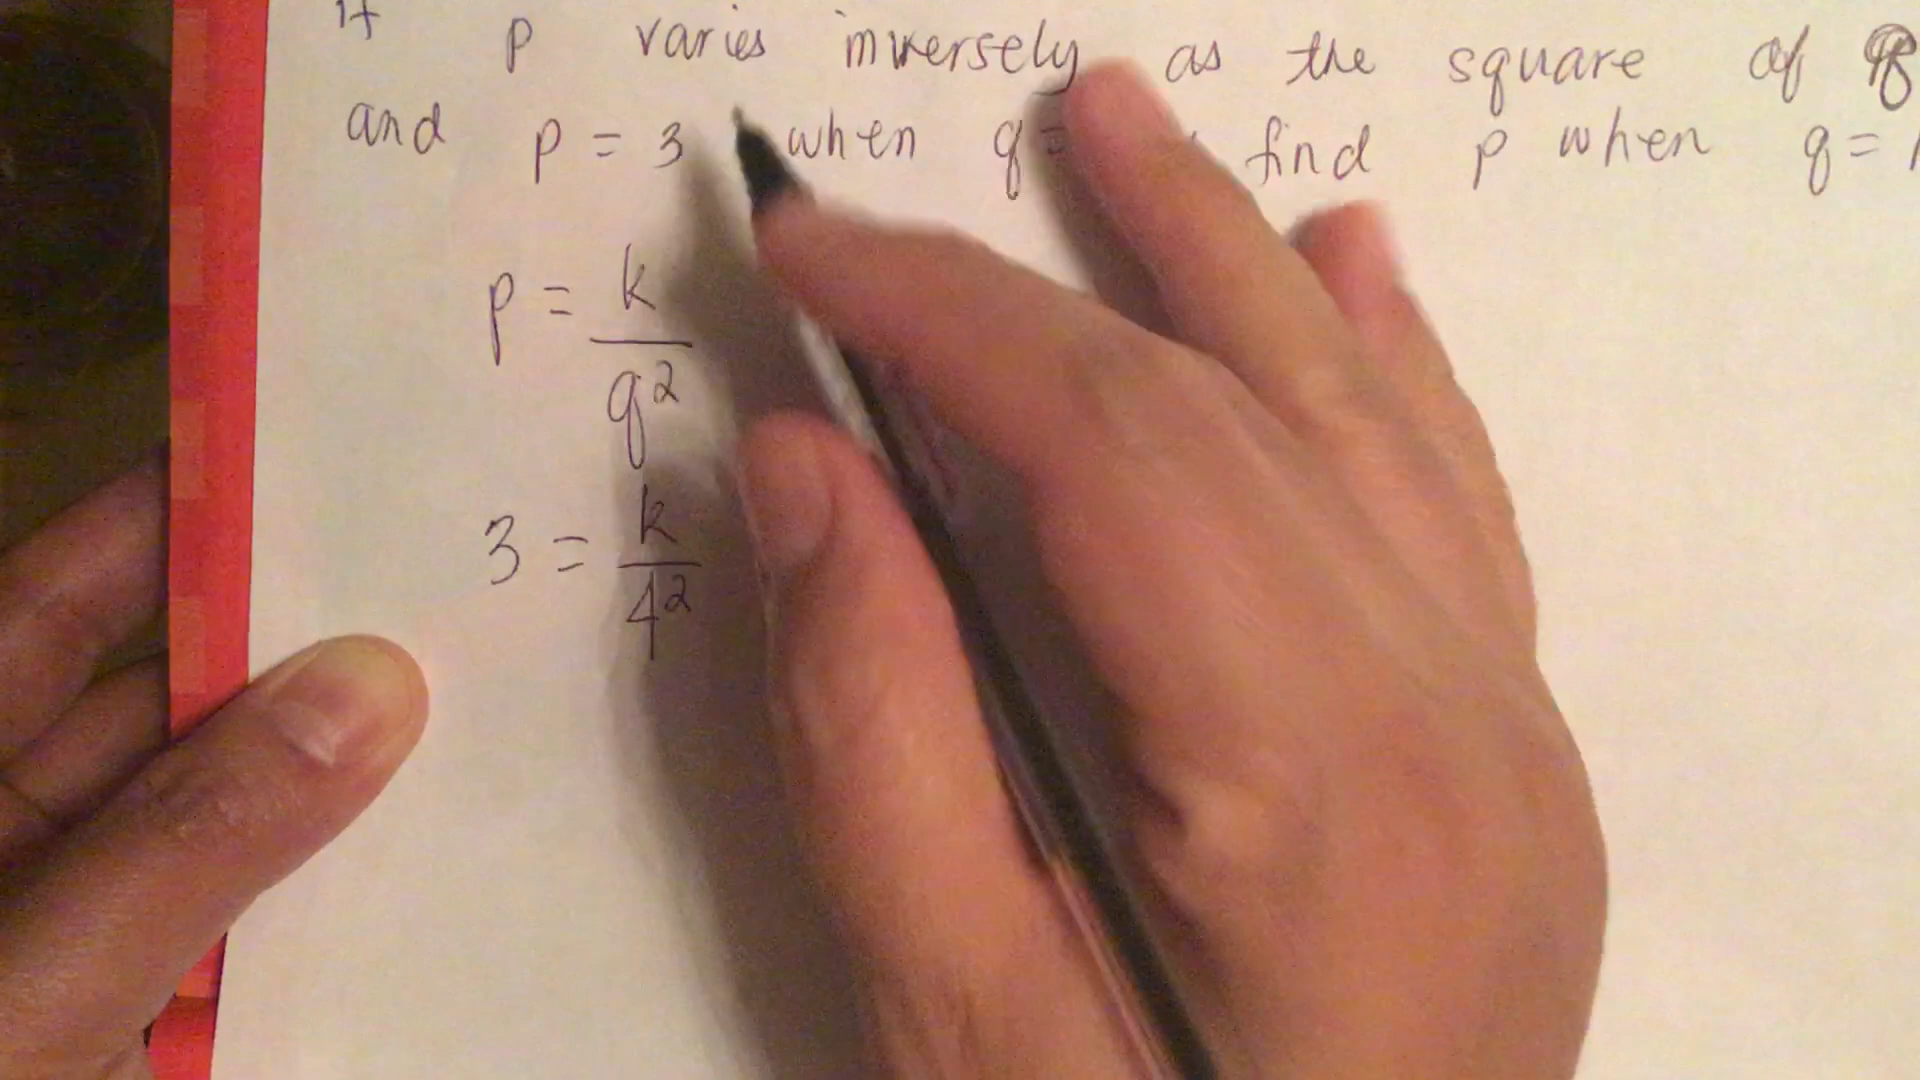 If p varies inversely as the square of q
and p = 3 when q = find p when q =
p = k / q²
3 = k / 4²